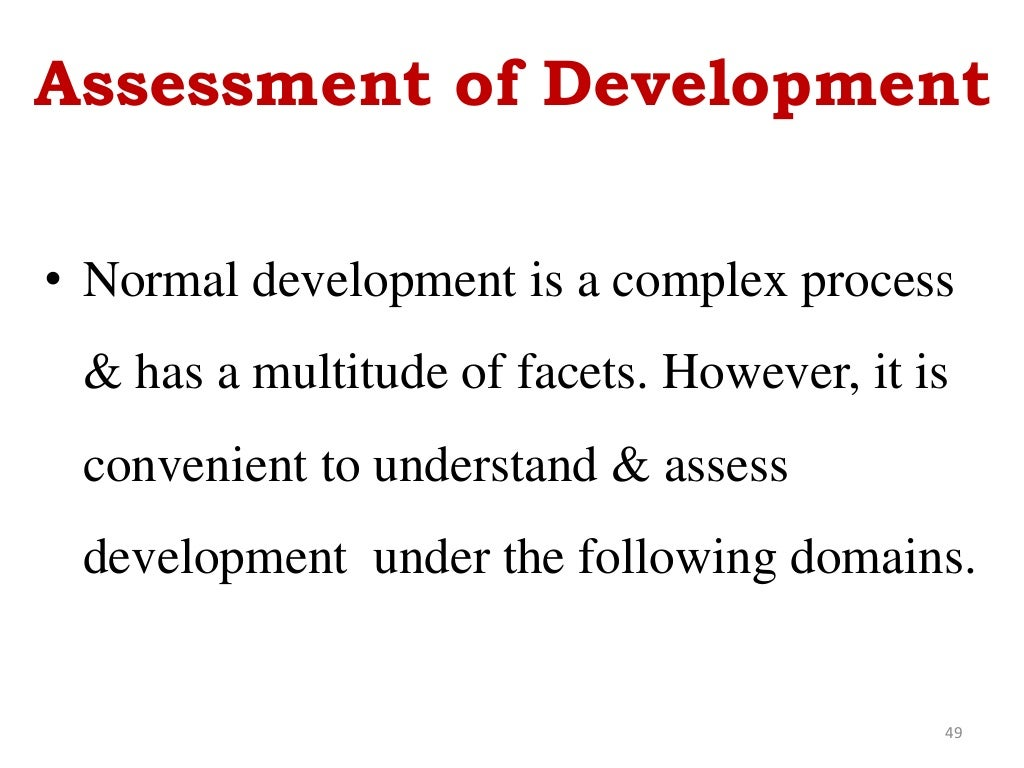 Assessment of Development
• Normal development is a complex process
& has a multitude of facets. However, it is
convenient to understand & assess
development  under the following domains.
49